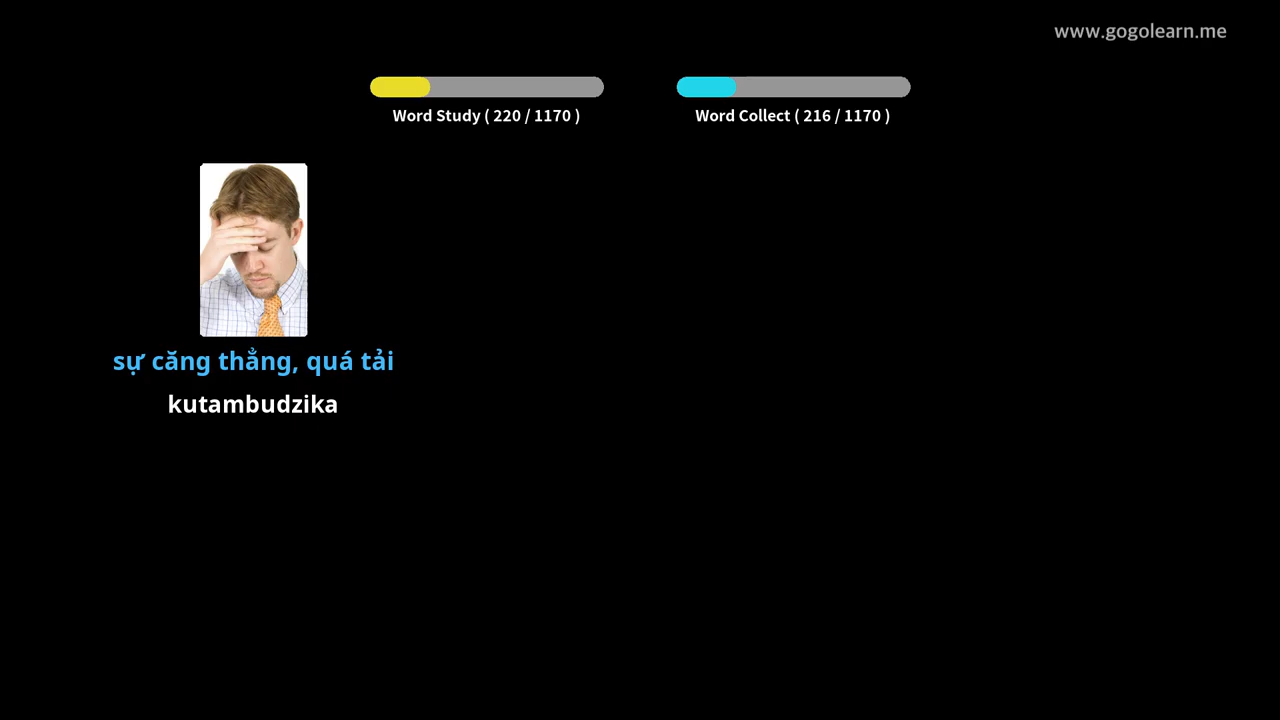 www.gogolearn.me
Word Study ( 220 / 1170 )
Word Collect ( 216 / 1170 )
sự căng thẳng, quá tải
kutambudzika